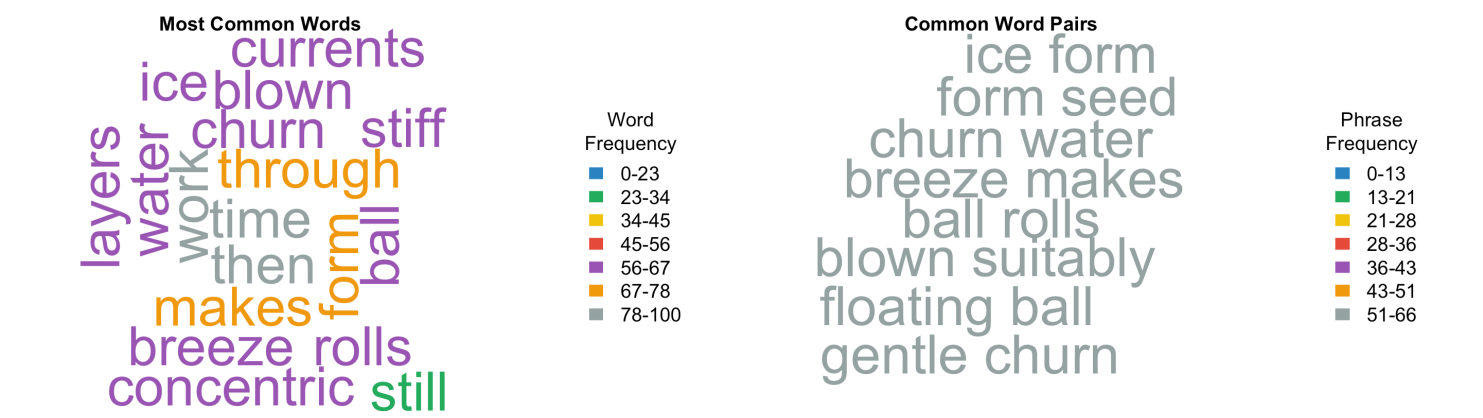 Most Common Words
currents
ice blown
churn stiff
layers
water
work
through
time
then
form
ball
makes
breeze rolls
concentric still
Word
Frequency
0-23
23-34
34-45
45-56
56-67
67-78
78-100
Common Word Pairs
ice form
form seed
churn water
breeze makes
ball rolls
blown suitably
floating ball
gentle churn
Phrase
Frequency
0-13
13-21
21-28
28-36
36-43
43-51
51-66